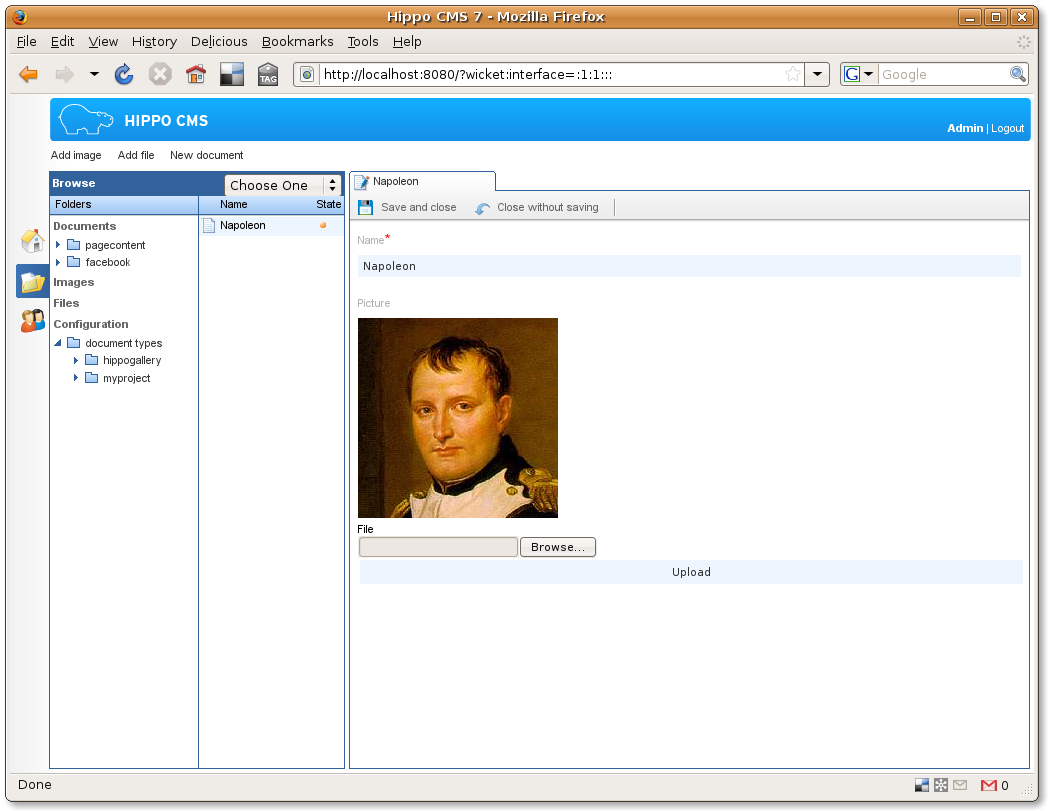 Hippo CMS 7 - Mozilla Firefox
File Edit View History Delicious Bookmarks Tools Help
TAG http://localhost:8080/?wicket:interface=:1:1::: G Google
HIPPO CMS
Admin | Logout
Add image Add file New document
Browse Choose One
Folders Name State
Documents
pagecontent
facebook
Images
Files
Configuration
document types
hippogallery
myproject
Napoleon
Napoleon
Save and close Close without saving
Name*
Napoleon
Picture
File
Browse...
Upload
Done 0